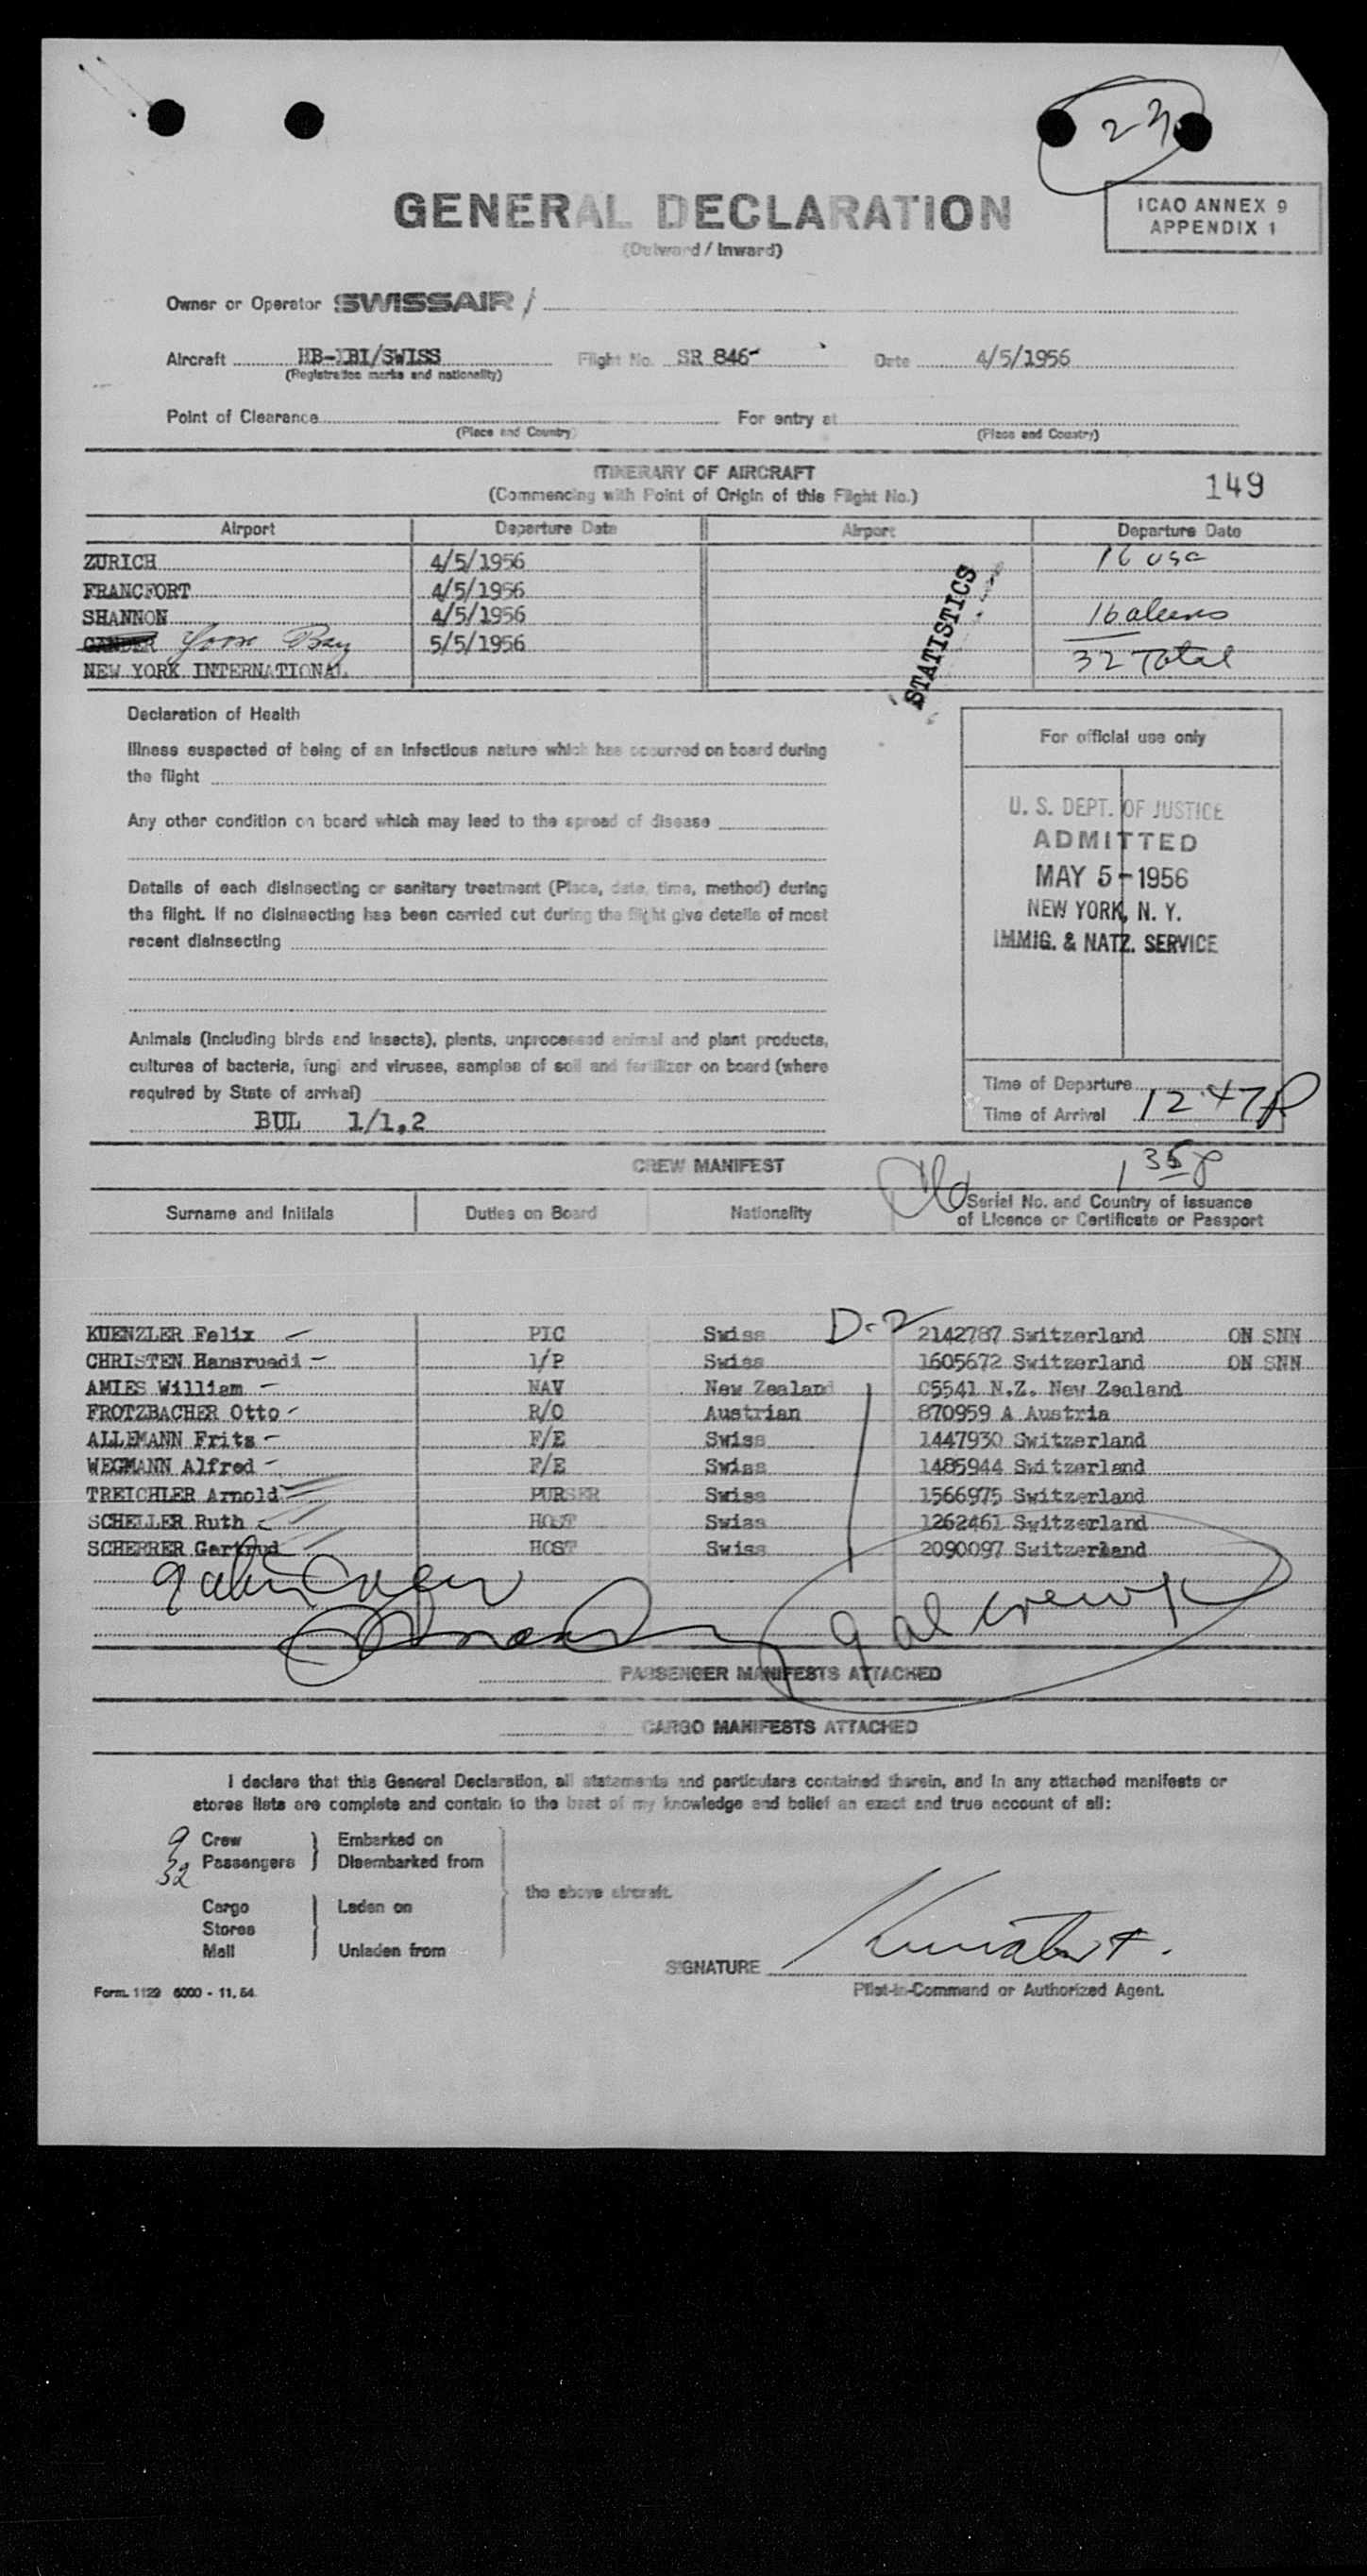 23
GENERAL DECLARATION
(Outward / Inward)
ICAO ANNEX 9
APPENDIX 1
Owner or Operator SWISSAIR /
Aircraft HB-IBI/SWISS Flight No. SR 846- Date 4/5/1956
(Registration marks and nationality)
Point of Clearance For entry at
(Place and Country) (Place and Country)
ITINERARY OF AIRCRAFT
(Commencing with Point of Origin of this Flight No.)
149
Airport Departure Date Airport Departure Date
ZURICH 4/5/1956 16 USC
FRANCFORT 4/5/1956
SHANNON 4/5/1956 16 aliens
GANDER Goose Bay 5/5/1956 32 Total
NEW YORK INTERNATIONAL
STATISTICS
Declaration of Health
Illness suspected of being of an infectious nature which has occurred on board during
the flight
Any other condition on board which may lead to the spread of disease
Details of each disinsecting or sanitary treatment (Place, date, time, method) during
the flight. If no disinsecting has been carried out during the flight give details of most
recent disinsecting
Animals (including birds and insects), plants, unprocessed animal and plant products,
cultures of bacteria, fungi and viruses, samples of soil and fertilizer on board (where
required by State of arrival)
BUL 1/1,2
For official use only
U. S. DEPT. OF JUSTICE
ADMITTED
MAY 5-1956
NEW YORK, N. Y.
IMMIG. & NATZ. SERVICE
Time of Departure
Time of Arrival 12 47 P
1 35 P
CREW MANIFEST
Surname and Initials Duties on Board Nationality Serial No. and Country of Issuance
of Licence or Certificate or Passport
D-2
KUENZLER Felix PIC Swiss 2142787 Switzerland ON SNN
CHRISTEN Hansruedi 1/P Swiss 1605672 Switzerland ON SNN
AMIES William NAV New Zealand 05541 N.Z. New Zealand
FROTZBACHER Otto R/O Austrian 870959 A Austria
ALLEMANN Fritz F/E Swiss 1447930 Switzerland
WEGMANN Alfred F/E Swiss 1485944 Switzerland
TREICHLER Arnold PURSER Swiss 1566975 Switzerland
SCHELLER Ruth HOST Swiss 1262461 Switzerland
SCHERRER Gertrud HOST Swiss 2090097 Switzerland
9 alien Crew
9 al crew
PASSENGER MANIFESTS ATTACHED
CARGO MANIFESTS ATTACHED
I declare that this General Declaration, all statements and particulars contained therein, and in any attached manifests or
stores lists are complete and contain to the best of my knowledge and belief an exact and true account of all:
9 Crew Embarked on
32 Passengers Disembarked from
the above aircraft.
Cargo Laden on
Stores
Mail Unladen from
SIGNATURE
Pilot-in-Command or Authorized Agent.
Form. 1129 6000 - 11. 54